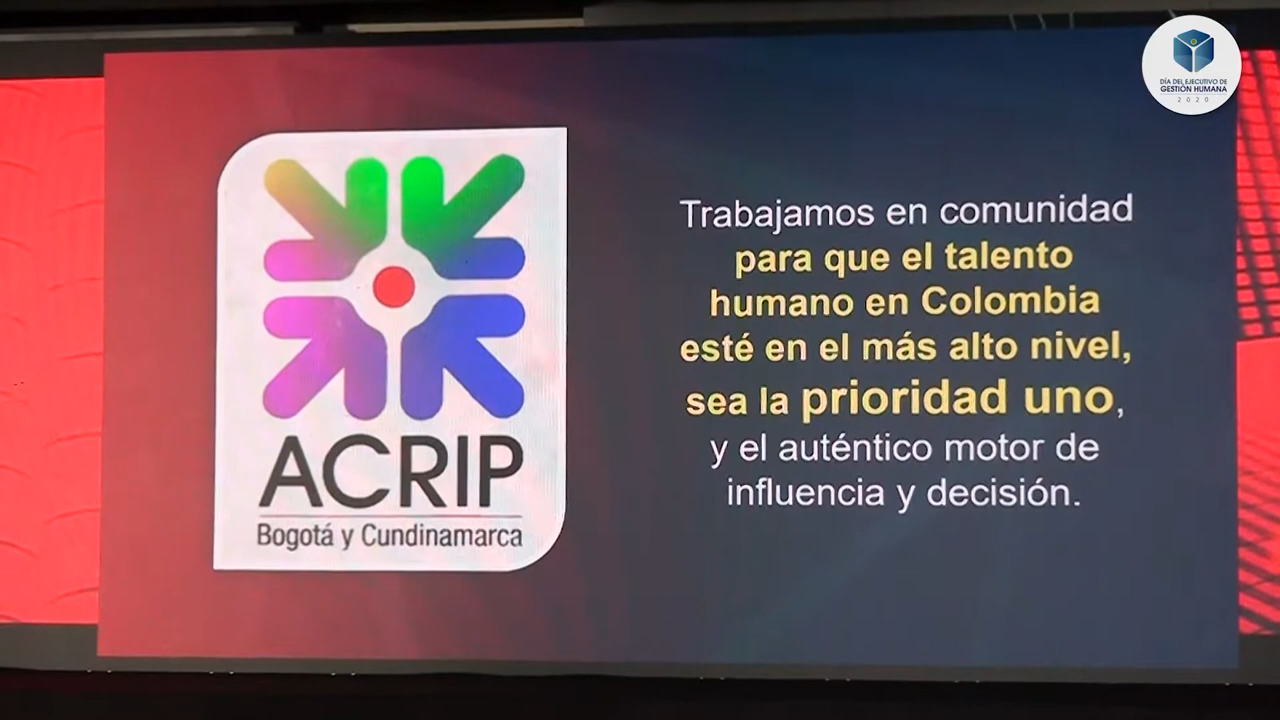 DÍA DEL EJECUTIVO DE
GESTIÓN HUMANA
2020
ACRIP
Bogotá y Cundinamarca
Trabajamos en comunidad
para que el talento
humano en Colombia
esté en el más alto nivel,
sea la prioridad uno,
y el auténtico motor de
influencia y decisión.